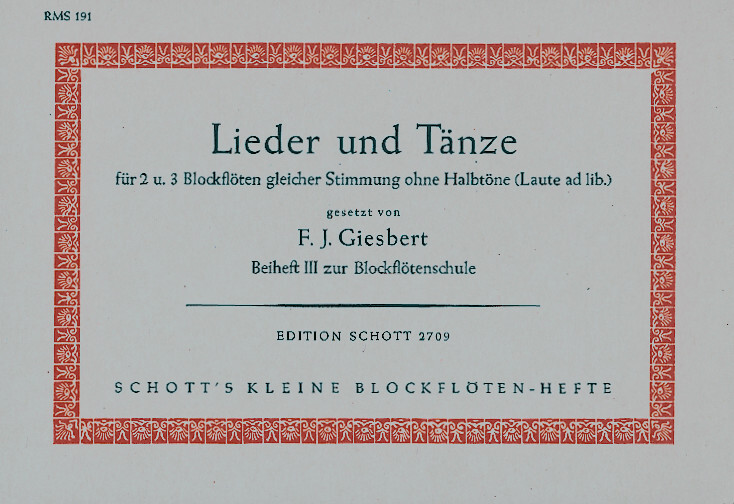 RMS 191
Lieder und Tänze
für 2 u. 3 Blockflöten gleicher Stimmung ohne Halbtöne (Laute ad lib.)
gesetzt von
F. J. Giesbert
Beiheft III zur Blockflötenschule
EDITION SCHOTT 2709
SCHOTT'S KLEINE BLOCKFLÖTEN-HEFTE